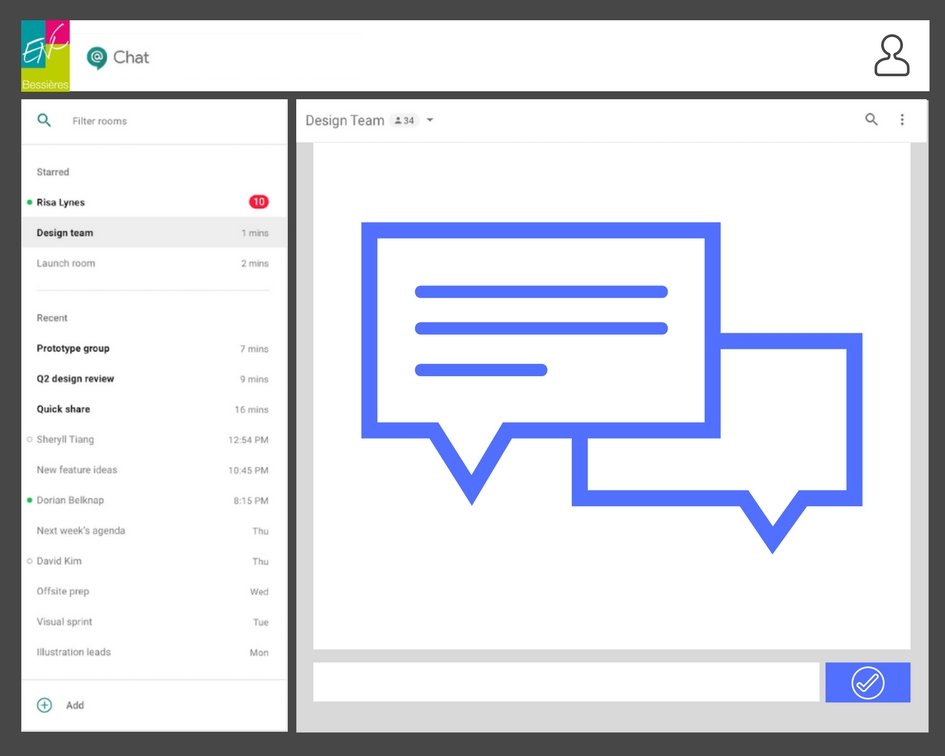 ENC
Bessières
Chat
Filter rooms
Starred
Risa Lynes 10
Design team 1 mins
Launch room 2 mins
Recent
Prototype group 7 mins
Q2 design review 9 mins
Quick share 16 mins
Sheryll Tiang 12:54 PM
New feature ideas 10:45 PM
Dorian Belknap 8:15 PM
Next week's agenda Thu
David Kim Thu
Offsite prep Wed
Visual sprint Tue
Illustration leads Mon
Add
Design Team 34